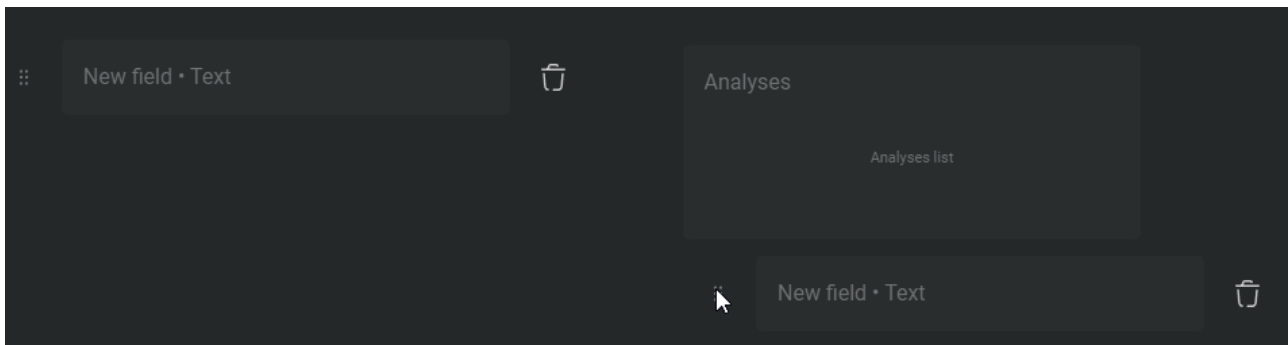 New field • Text
Analyses
Analyses list
New field • Text